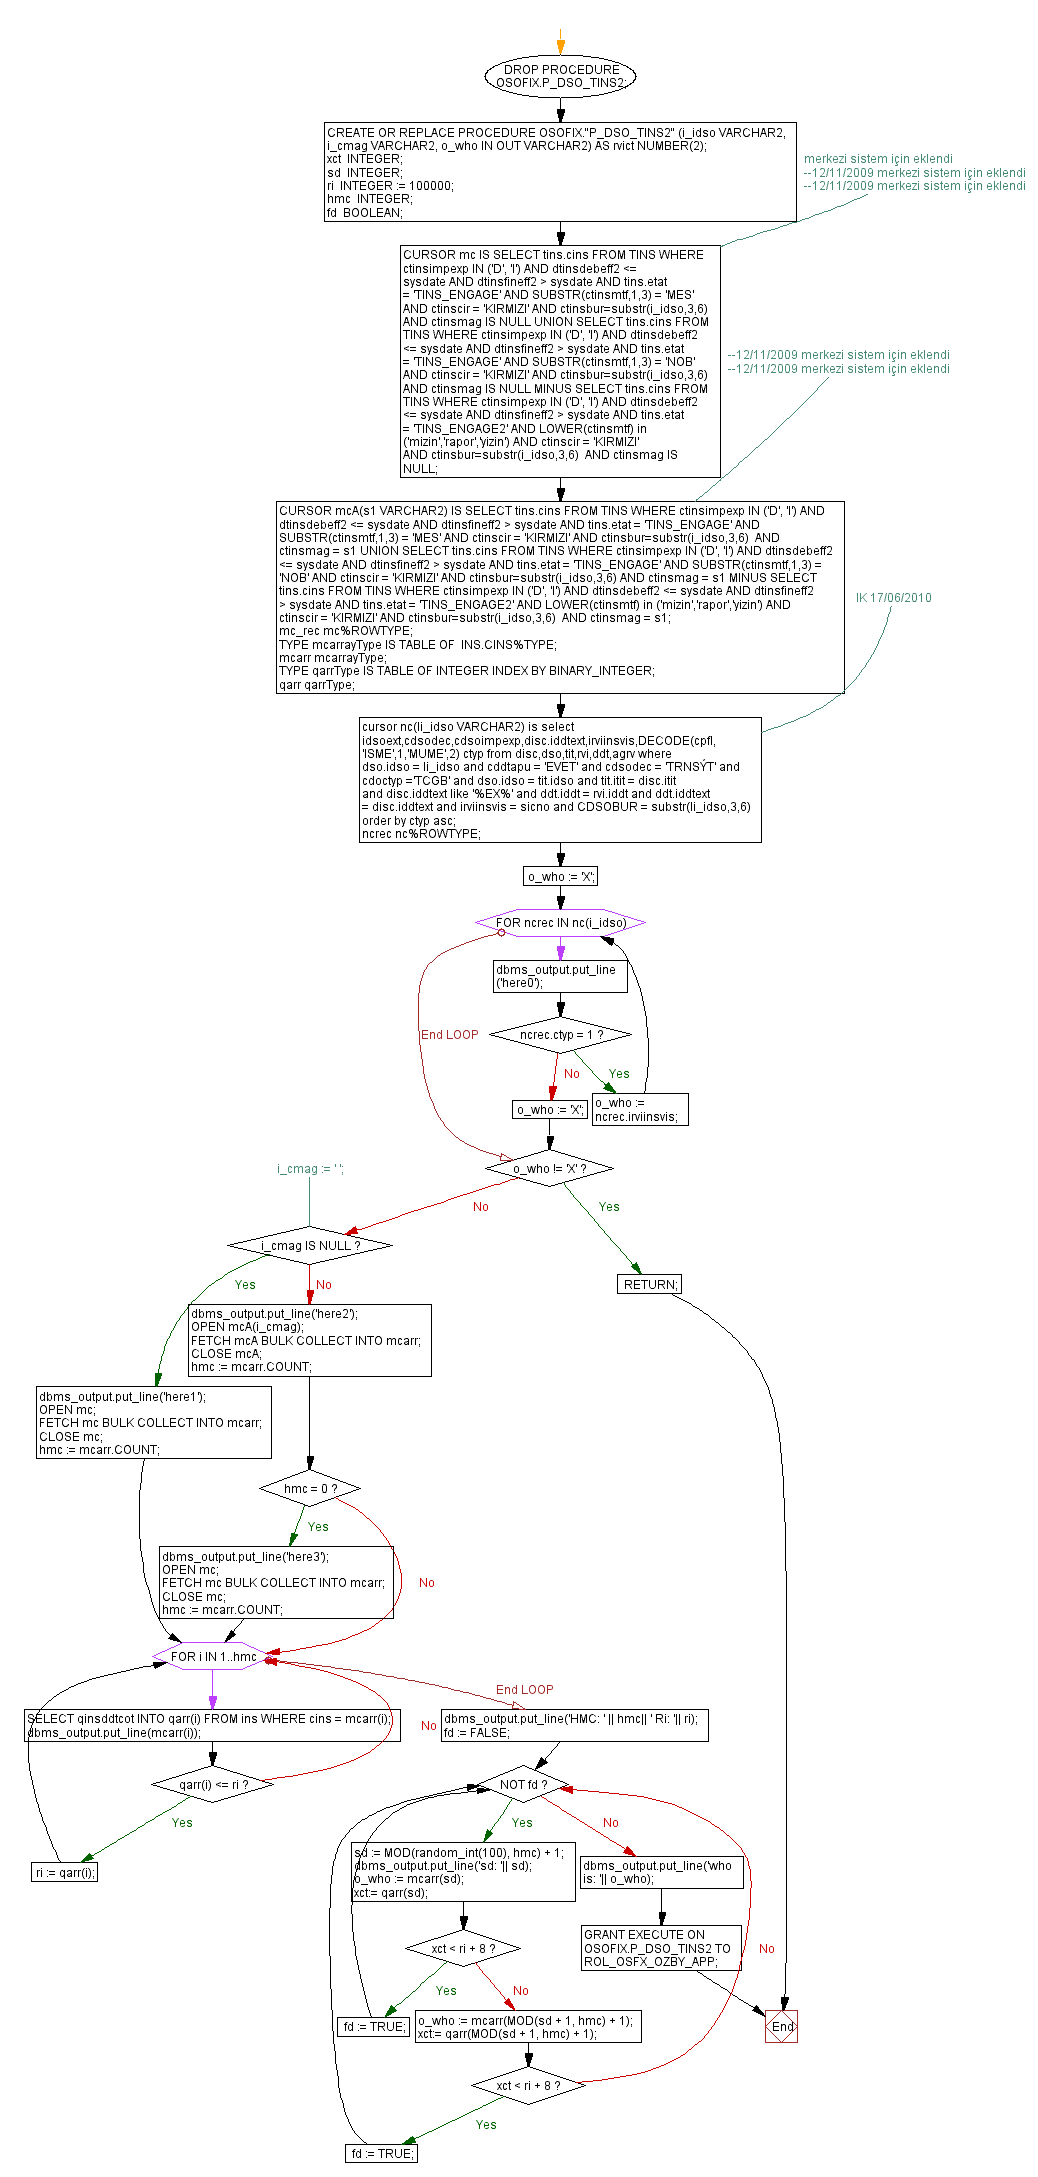 DROP PROCEDURE
OSOFIX.P_DSO_TINS2;
CREATE OR REPLACE PROCEDURE OSOFIX."P_DSO_TINS2" (i_idso VARCHAR2,
i_cmag VARCHAR2, o_who IN OUT VARCHAR2) AS rvict NUMBER(2);
xct  INTEGER;
sd  INTEGER;
ri  INTEGER := 100000;
hmc  INTEGER;
fd  BOOLEAN;
merkezi sistem için eklendi
--12/11/2009 merkezi sistem için eklendi
--12/11/2009 merkezi sistem için eklendi
CURSOR mc IS SELECT tins.cins FROM TINS WHERE
ctinsimpexp IN ('D', 'I') AND dtinsdebeff2 <=
sysdate AND dtinsfineff2 > sysdate AND tins.etat
= 'TINS_ENGAGE' AND SUBSTR(ctinsmtf,1,3) = 'MES'
AND ctinscir = 'KIRMIZI' AND ctinsbur=substr(i_idso,3,6)
AND ctinsmag IS NULL UNION SELECT tins.cins FROM
TINS WHERE ctinsimpexp IN ('D', 'I') AND dtinsdebeff2
<= sysdate AND dtinsfineff2 > sysdate AND tins.etat
= 'TINS_ENGAGE' AND SUBSTR(ctinsmtf,1,3) = 'NOB'
AND ctinscir = 'KIRMIZI' AND ctinsbur=substr(i_idso,3,6)
AND ctinsmag IS NULL MINUS SELECT tins.cins FROM
TINS WHERE ctinsimpexp IN ('D', 'I') AND dtinsdebeff2
<= sysdate AND dtinsfineff2 > sysdate AND tins.etat
= 'TINS_ENGAGE2' AND LOWER(ctinsmtf) in
('mizin','rapor','yizin') AND ctinscir = 'KIRMIZI'
AND ctinsbur=substr(i_idso,3,6)  AND ctinsmag IS
NULL;
--12/11/2009 merkezi sistem için eklendi
--12/11/2009 merkezi sistem için eklendi
CURSOR mcA(s1 VARCHAR2) IS SELECT tins.cins FROM TINS WHERE ctinsimpexp IN ('D', 'I') AND
dtinsdebeff2 <= sysdate AND dtinsfineff2 > sysdate AND tins.etat = 'TINS_ENGAGE' AND
SUBSTR(ctinsmtf,1,3) = 'MES' AND ctinscir = 'KIRMIZI' AND ctinsbur=substr(i_idso,3,6)  AND
ctinsmag = s1 UNION SELECT tins.cins FROM TINS WHERE ctinsimpexp IN ('D', 'I') AND dtinsdebeff2
<= sysdate AND dtinsfineff2 > sysdate AND tins.etat = 'TINS_ENGAGE' AND SUBSTR(ctinsmtf,1,3) =
'NOB' AND ctinscir = 'KIRMIZI' AND ctinsbur=substr(i_idso,3,6) AND ctinsmag = s1 MINUS SELECT
tins.cins FROM TINS WHERE ctinsimpexp IN ('D', 'I') AND dtinsdebeff2 <= sysdate AND dtinsfineff2
> sysdate AND tins.etat = 'TINS_ENGAGE2' AND LOWER(ctinsmtf) in ('mizin','rapor','yizin') AND
ctinscir = 'KIRMIZI' AND ctinsbur=substr(i_idso,3,6)  AND ctinsmag = s1;
mc_rec mc%ROWTYPE;
TYPE mcarrayType IS TABLE OF  INS.CINS%TYPE;
mcarr mcarrayType;
TYPE qarrType IS TABLE OF INTEGER INDEX BY BINARY_INTEGER;
qarr qarrType;
IK 17/06/2010
cursor nc(li_idso VARCHAR2) is select
idsoext,cdsodec,cdsoimpexp,disc.iddtext,irviinsvis,DECODE(cpfl,
'ISME',1,'MUME',2) ctyp from disc,dso,tit,rvi,ddt,agrv where
dso.idso = li_idso and cddtapu = 'EVET' and cdsodec = 'TRNSÝT' and
cdoctyp ='TCGB' and dso.idso = tit.idso and tit.itit = disc.itit
and disc.iddtext like '%EX%' and ddt.iddt = rvi.iddt and ddt.iddtext
= disc.iddtext and irviinsvis = sicno and CDSOBUR = substr(li_idso,3,6)
order by ctyp asc;
ncrec nc%ROWTYPE;
o_who := 'X';
FOR ncrec IN nc(i_idso)
dbms_output.put_line
('here0');
End LOOP
ncrec.ctyp = 1 ?
No
Yes
o_who := 'X';
o_who :=
ncrec.irviinsvis;
o_who != 'X' ?
i_cmag := ' ';
No
Yes
i_cmag IS NULL ?
RETURN;
Yes
No
dbms_output.put_line('here2');
OPEN mcA(i_cmag);
FETCH mcA BULK COLLECT INTO mcarr;
CLOSE mcA;
hmc := mcarr.COUNT;
dbms_output.put_line('here1');
OPEN mc;
FETCH mc BULK COLLECT INTO mcarr;
CLOSE mc;
hmc := mcarr.COUNT;
hmc = 0 ?
Yes
dbms_output.put_line('here3');
OPEN mc;
FETCH mc BULK COLLECT INTO mcarr;
CLOSE mc;
hmc := mcarr.COUNT;
No
FOR i IN 1..hmc
End LOOP
SELECT qinsddtcot INTO qarr(i) FROM ins WHERE cins = mcarr(i);
dbms_output.put_line(mcarr(i));
No
dbms_output.put_line('HMC: ' || hmc|| ' Ri: '|| ri);
fd := FALSE;
qarr(i) <= ri ?
NOT fd ?
Yes
Yes
No
ri := qarr(i);
sd := MOD(random_int(100), hmc) + 1;
dbms_output.put_line('sd: '|| sd);
o_who := mcarr(sd);
xct:= qarr(sd);
dbms_output.put_line('who
is: '|| o_who);
xct < ri + 8 ?
GRANT EXECUTE ON
OSOFIX.P_DSO_TINS2 TO
ROL_OSFX_OZBY_APP;
No
Yes
No
fd := TRUE;
o_who := mcarr(MOD(sd + 1, hmc) + 1);
xct:= qarr(MOD(sd + 1, hmc) + 1);
End
xct < ri + 8 ?
Yes
fd := TRUE;